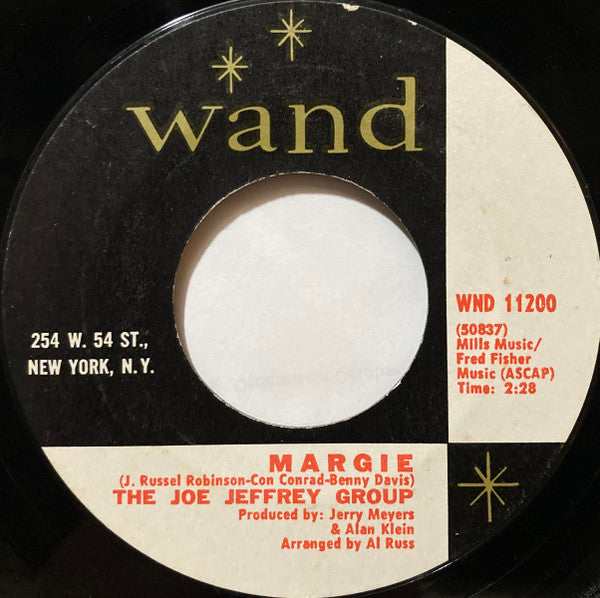 wand
254 W. 54 ST.,
NEW YORK, N.Y.
WND 11200
(50837)
Mills Music/
Fred Fisher
Music (ASCAP)
Time: 2:28
MARGIE
(J. Russel Robinson-Con Conrad-Benny Davis)
THE JOE JEFFREY GROUP
Produced by: Jerry Meyers
& Alan Klein
Arranged by Al Russ